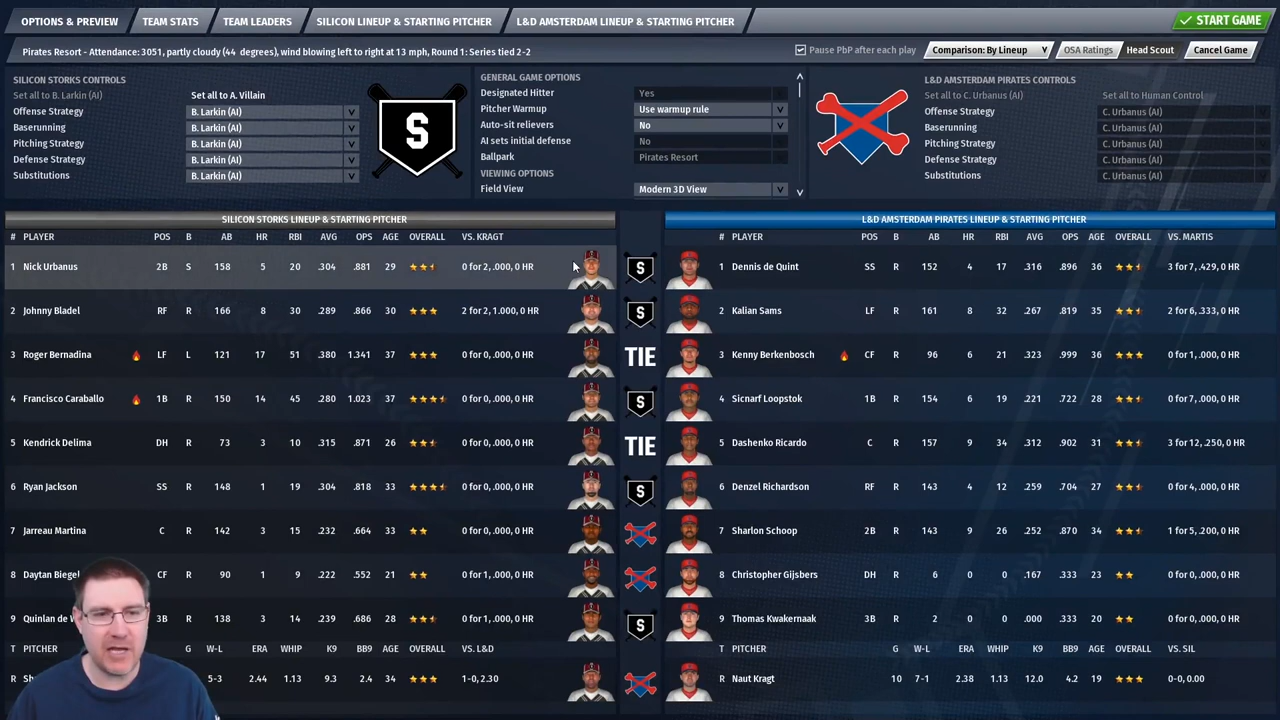 OPTIONS & PREVIEW TEAM STATS TEAM LEADERS SILICON LINEUP & STARTING PITCHER L&D AMSTERDAM LINEUP & STARTING PITCHER START GAME
Pirates Resort - Attendance: 3051, partly cloudy (44 degrees), wind blowing left to right at 13 mph, Round 1: Series tied 2-2 Pause PbP after each play Comparison: By Lineup OSA Ratings Head Scout Cancel Game
SILICON STORKS CONTROLS
Set all to B. Larkin (AI) Set all to A. Villain
Offense Strategy B. Larkin (AI)
Baserunning B. Larkin (AI)
Pitching Strategy B. Larkin (AI)
Defense Strategy B. Larkin (AI)
Substitutions B. Larkin (AI)
S
GENERAL GAME OPTIONS
Designated Hitter Yes
Pitcher Warmup Use warmup rule
Auto-sit relievers No
AI sets initial defense No
Ballpark Pirates Resort
VIEWING OPTIONS
Field View Modern 3D View
L&D AMSTERDAM PIRATES CONTROLS
Set all to C. Urbanus (AI) Set all to Human Control
Offense Strategy C. Urbanus (AI)
Baserunning C. Urbanus (AI)
Pitching Strategy C. Urbanus (AI)
Defense Strategy C. Urbanus (AI)
Substitutions C. Urbanus (AI)
SILICON STORKS LINEUP & STARTING PITCHER
# PLAYER POS B AB HR RBI AVG OPS AGE OVERALL VS. KRAGT
1 Nick Urbanus 2B S 158 5 20 .304 .881 29 0 for 2, .000, 0 HR
2 Johnny Bladel RF R 166 8 30 .289 .866 30 2 for 2, 1.000, 0 HR
3 Roger Bernadina LF L 121 17 51 .380 1.341 37 0 for 0, .000, 0 HR
4 Francisco Caraballo 1B R 150 14 45 .280 1.023 37 0 for 0, .000, 0 HR
5 Kendrick Delima DH R 73 3 10 .315 .871 26 0 for 0, .000, 0 HR
6 Ryan Jackson SS R 148 1 19 .304 .818 33 0 for 0, .000, 0 HR
7 Jarreau Martina C R 142 3 15 .232 .664 33 0 for 0, .000, 0 HR
8 Daytan Biegel CF R 90 1 9 .222 .552 21 0 for 1, .000, 0 HR
9 Quinlan de 3B R 138 3 14 .239 .686 28 0 for 1, .000, 0 HR
T PITCHER G W-L ERA WHIP K9 BB9 AGE OVERALL VS. L&D
R 5-3 2.44 1.13 9.3 2.4 34 1-0, 2.30
S
S
TIE
S
TIE
S
S
L&D AMSTERDAM PIRATES LINEUP & STARTING PITCHER
# PLAYER POS B AB HR RBI AVG OPS AGE OVERALL VS. MARTIS
1 Dennis de Quint SS R 152 4 17 .316 .896 36 3 for 7, .429, 0 HR
2 Kalian Sams LF R 161 8 32 .267 .819 35 2 for 6, .333, 0 HR
3 Kenny Berkenbosch CF R 96 6 21 .323 .999 36 0 for 1, .000, 0 HR
4 Sicnarf Loopstok 1B R 154 6 19 .221 .722 28 0 for 7, .000, 0 HR
5 Dashenko Ricardo C R 157 9 34 .312 .902 31 3 for 12, .250, 0 HR
6 Denzel Richardson RF R 143 4 12 .259 .704 27 0 for 4, .000, 0 HR
7 Sharlon Schoop 2B R 143 9 26 .252 .870 34 1 for 5, .200, 0 HR
8 Christopher Gijsbers DH R 6 0 0 .167 .333 23 0 for 0, .000, 0 HR
9 Thomas Kwakernaak 3B R 2 0 0 .000 .333 20 0 for 0, .000, 0 HR
T PITCHER G W-L ERA WHIP K9 BB9 AGE OVERALL VS. SIL
R Naut Kragt 10 7-1 2.38 1.13 12.0 4.2 19 0-0, 0.00